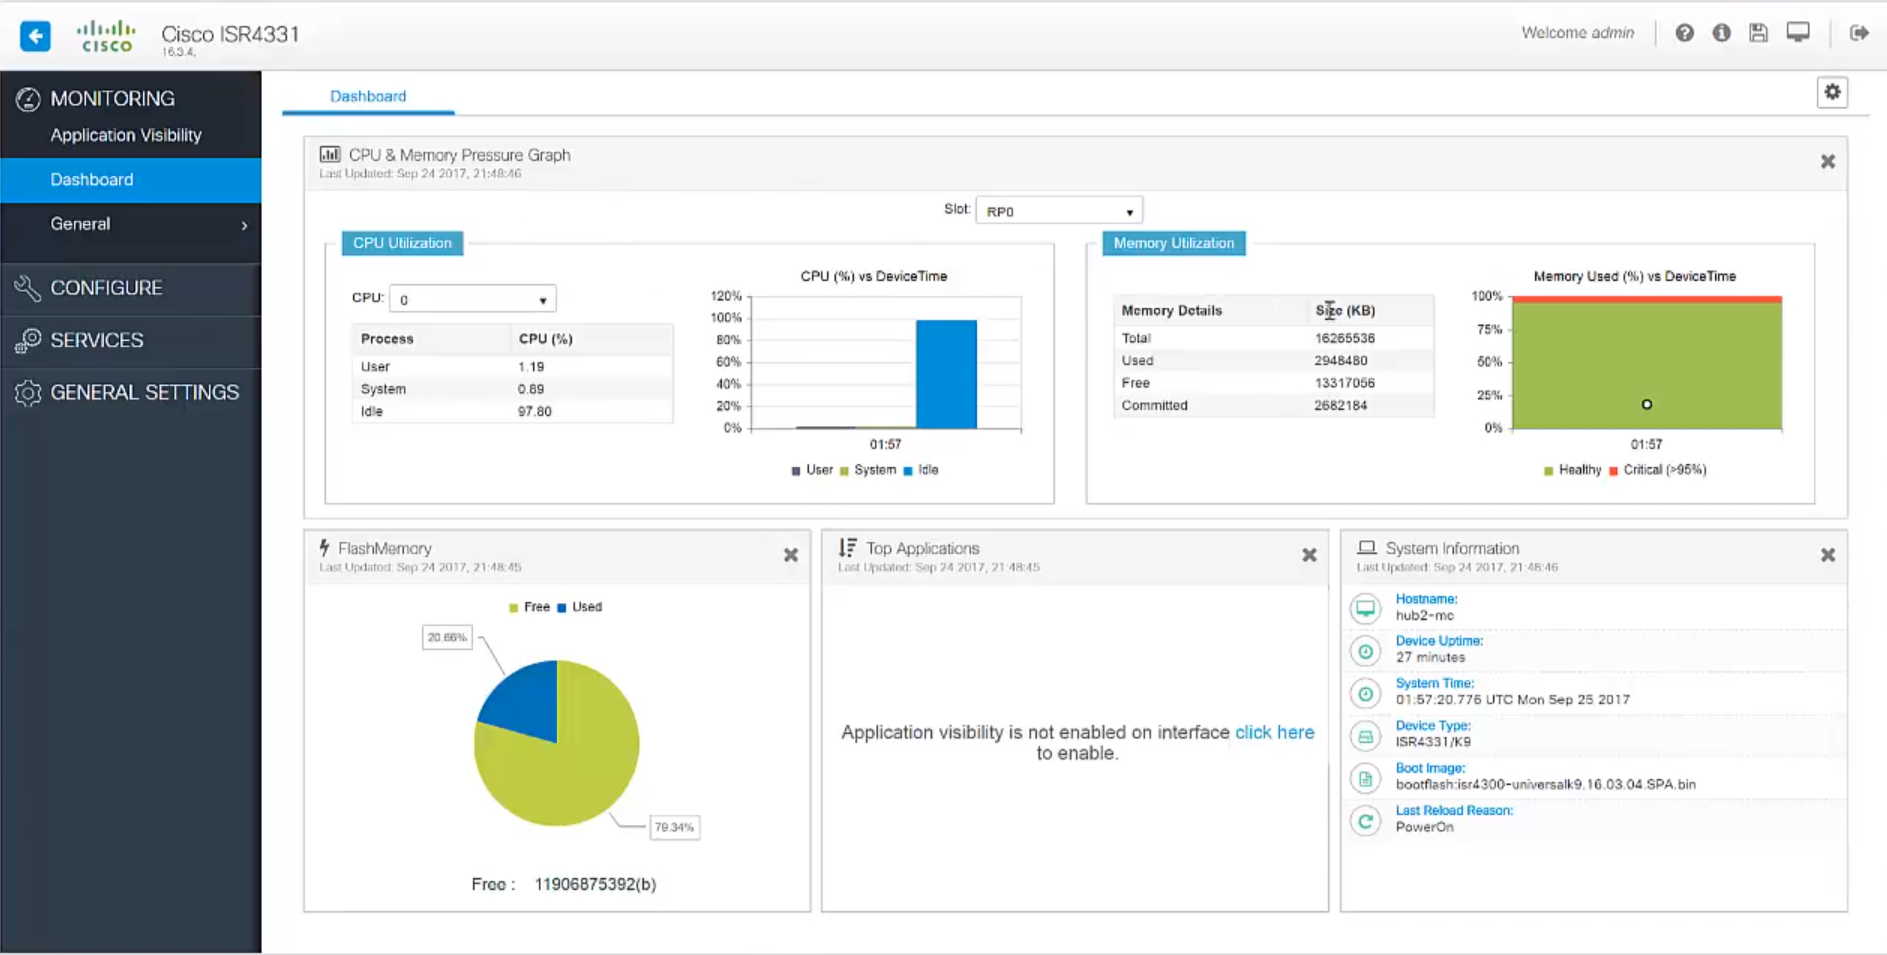 CISCO
Cisco ISR4331
16.3.4.
Welcome admin
MONITORING
Application Visibility
Dashboard
General
CONFIGURE
SERVICES
GENERAL SETTINGS
Dashboard
CPU & Memory Pressure Graph
Last Updated: Sep 24 2017, 21:48:46
Slot: RP0
CPU Utilization
CPU: 0
Process CPU (%)
User 1.19
System 0.89
Idle 97.80
CPU (%) vs DeviceTime
120%
100%
80%
60%
40%
20%
0%
01:57
User System Idle
Memory Utilization
Memory Details Size (KB)
Total 16265536
Used 2948480
Free 13317056
Committed 2682184
Memory Used (%) vs DeviceTime
100%
75%
50%
25%
0%
01:57
Healthy Critical (>95%)
FlashMemory
Last Updated: Sep 24 2017, 21:48:45
Free Used
20.66%
79.34%
Free : 11906875392(b)
Top Applications
Last Updated: Sep 24 2017, 21:48:45
Application visibility is not enabled on interface click here
to enable.
System Information
Last Updated: Sep 24 2017, 21:48:46
Hostname:
hub2-mc
Device Uptime:
27 minutes
System Time:
01:57:20.776 UTC Mon Sep 25 2017
Device Type:
ISR4331/K9
Boot Image:
bootflash:isr4300-universalk9.16.03.04.SPA.bin
Last Reload Reason:
PowerOn